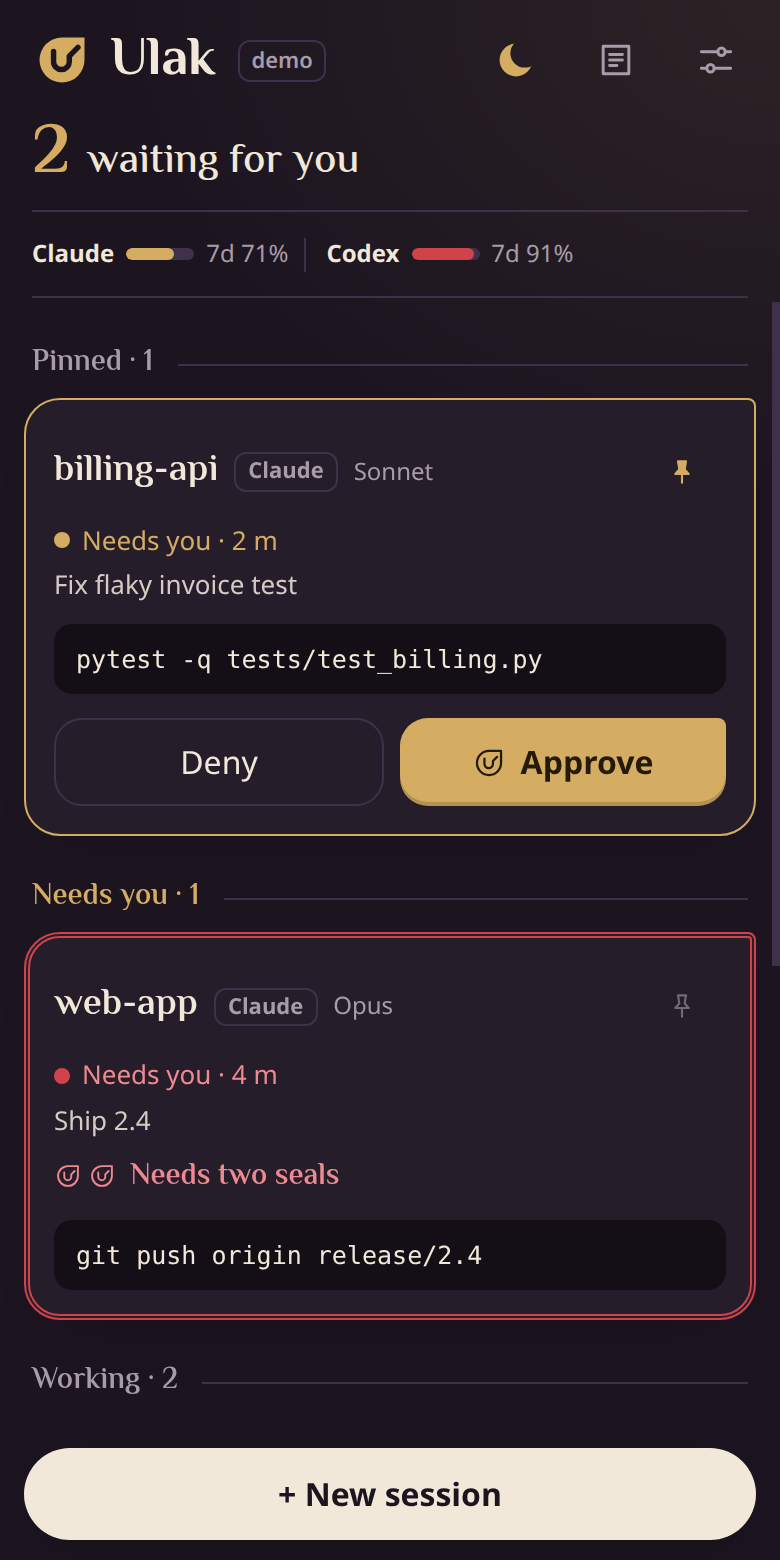 Ulak demo
2 waiting for you
Claude 7d 71% Codex 7d 91%
Pinned · 1
billing-api Claude Sonnet
Needs you · 2 m
Fix flaky invoice test
pytest -q tests/test_billing.py
Deny Approve
Needs you · 1
web-app Claude Opus
Needs you · 4 m
Ship 2.4
Needs two seals
git push origin release/2.4
Working · 2
+ New session